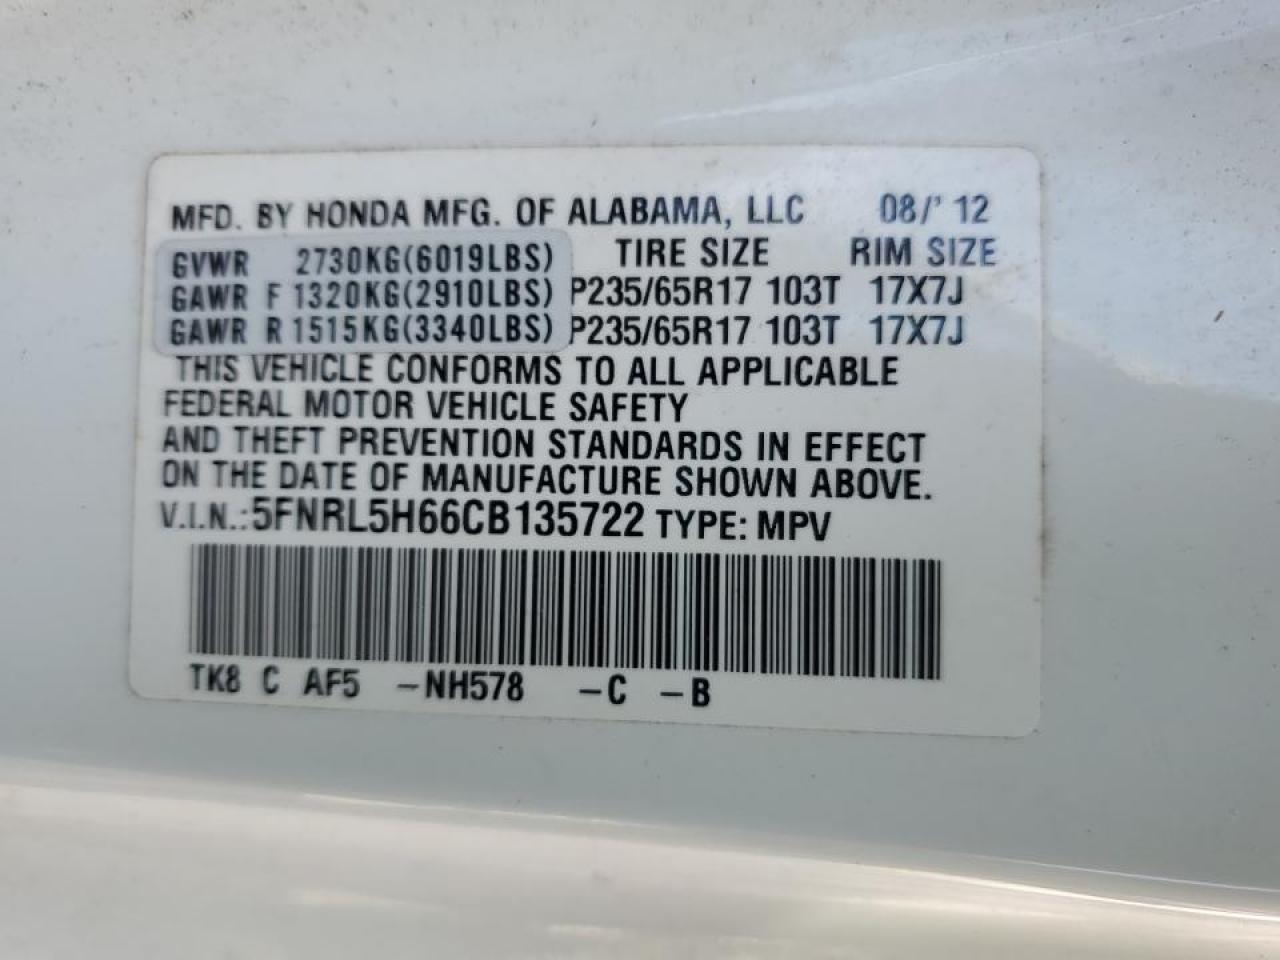 MFD. BY HONDA MFG. OF ALABAMA, LLC 08/' 12
GVWR 2730KG(6019LBS) TIRE SIZE RIM SIZE
GAWR F 1320KG(2910LBS) P235/65R17 103T 17X7J
GAWR R 1515KG(3340LBS) P235/65R17 103T 17X7J
THIS VEHICLE CONFORMS TO ALL APPLICABLE
FEDERAL MOTOR VEHICLE SAFETY
AND THEFT PREVENTION STANDARDS IN EFFECT
ON THE DATE OF MANUFACTURE SHOWN ABOVE.
V.I.N.:5FNRL5H66CB135722 TYPE: MPV
TK8 C AF5 -NH578 -C -B